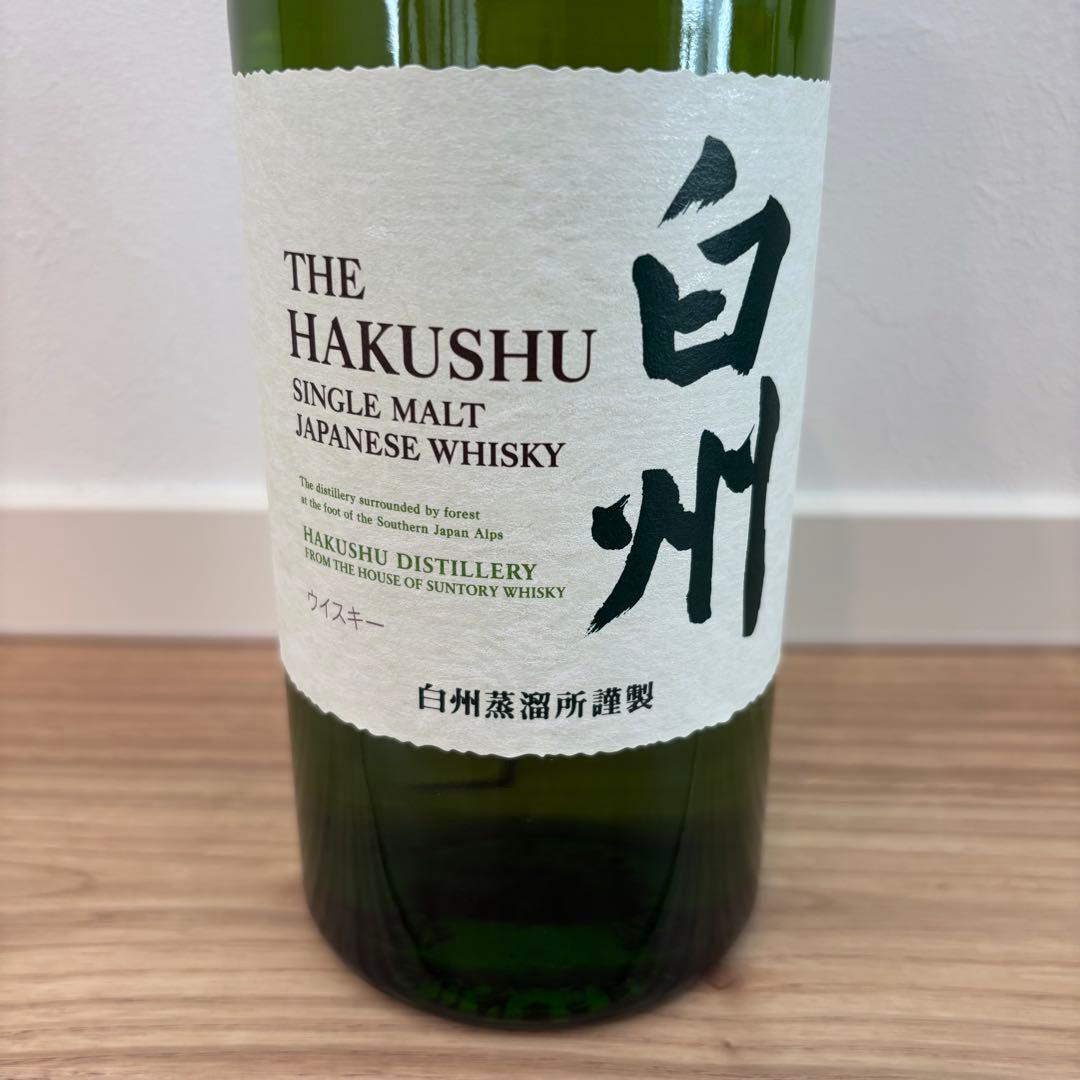 THE
HAKUSHU
SINGLE MALT
JAPANESE WHISKY
The distillery surrounded by forest
at the foot of the Southern Japan Alps
HAKUSHU DISTILLERY
FROM THE HOUSE OF SUNTORY WHISKY
ウイスキー
白州
白州蒸溜所謹製